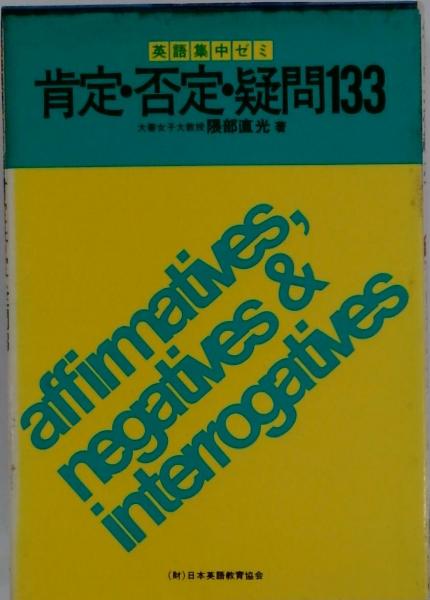 英語集中ゼミ
肯定・否定・疑問133
大妻女子大教授 隈部直光 著
affirmatives,
negatives &
interrogatives
(財)日本英語教育協会